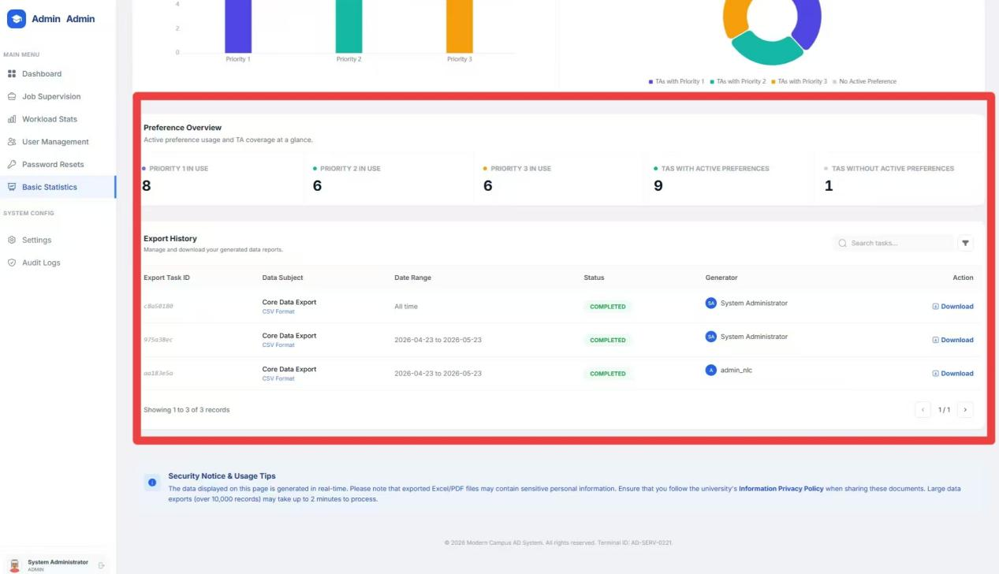 Admin Admin
MAIN MENU
Dashboard
Job Supervision
Workload Stats
User Management
Password Resets
Basic Statistics
SYSTEM CONFIG
Settings
Audit Logs
System Administrator
ADMIN
4
2
0
Priority 1 Priority 2 Priority 3
TAs with Priority 1 TAs with Priority 2 TAs with Priority 3 No Active Preference
Preference Overview
Active preference usage and TA coverage at a glance.
PRIORITY 1 IN USE
8
PRIORITY 2 IN USE
6
PRIORITY 3 IN USE
6
TAS WITH ACTIVE PREFERENCES
9
TAS WITHOUT ACTIVE PREFERENCES
1
Export History
Manage and download your generated data reports.
Search tasks...
Export Task ID Data Subject Date Range Status Generator Action
c8a50180 Core Data Export All time COMPLETED SA System Administrator Download
CSV Format
975a38ec Core Data Export 2026-04-23 to 2026-05-23 COMPLETED SA System Administrator Download
CSV Format
aa183e5a Core Data Export 2026-04-23 to 2026-05-23 COMPLETED A admin_nlc Download
CSV Format
Showing 1 to 3 of 3 records
‹ 1 / 1 ›
Security Notice & Usage Tips
The data displayed on this page is generated in real-time. Please note that exported Excel/PDF files may contain sensitive personal information. Ensure that you follow the university's Information Privacy Policy when sharing these documents. Large data
exports (over 10,000 records) may take up to 2 minutes to process.
© 2026 Modern Campus AD System. All rights reserved. Terminal ID: AD-SERV-0221.